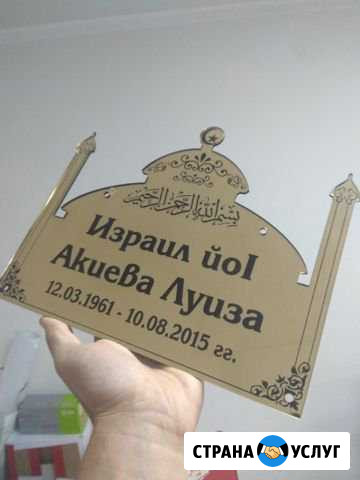 بسم الله الرحمن الرحيم
Израил йоI
Акиева Луиза
12.03.1961 - 10.08.2015 гг.
СТРАНА УСЛУГ